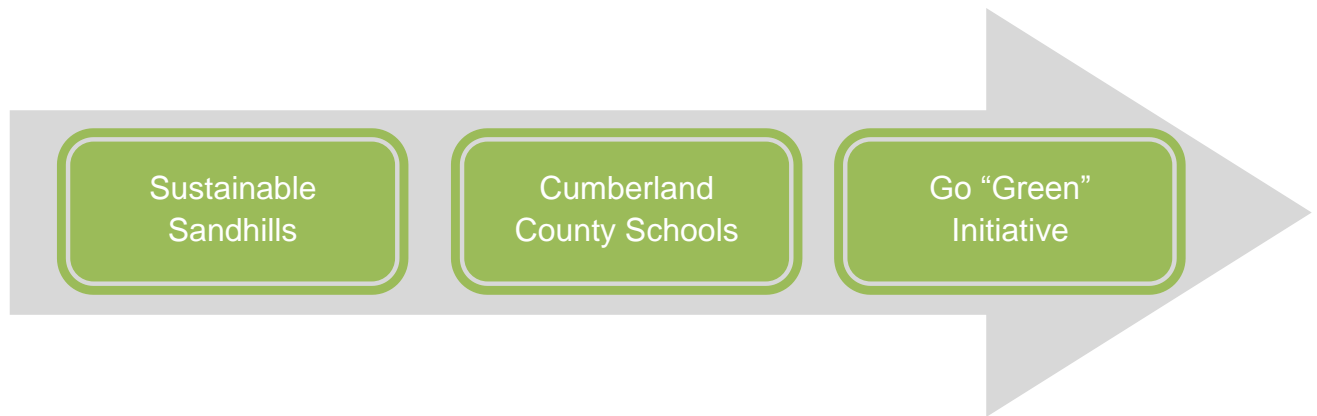 Sustainable
Sandhills
Cumberland
County Schools
Go “Green”
Initiative